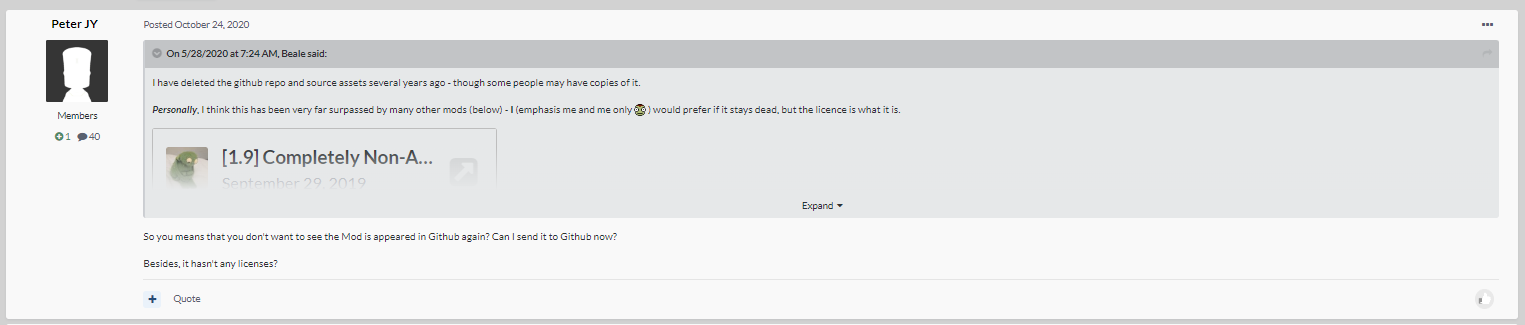 Peter JY
Posted October 24, 2020
Members
1 40
On 5/28/2020 at 7:24 AM, Beale said:
I have deleted the github repo and source assets several years ago - though some people may have copies of it.
Personally, I think this has been very far surpassed by many other mods (below) - I (emphasis me and me only ) would prefer if it stays dead, but the licence is what it is.
[1.9] Completely Non-A...
September 29, 2019
Expand
So you means that you don't want to see the Mod is appeared in Github again? Can I send it to Github now?
Besides, it hasn't any licenses?
+ Quote